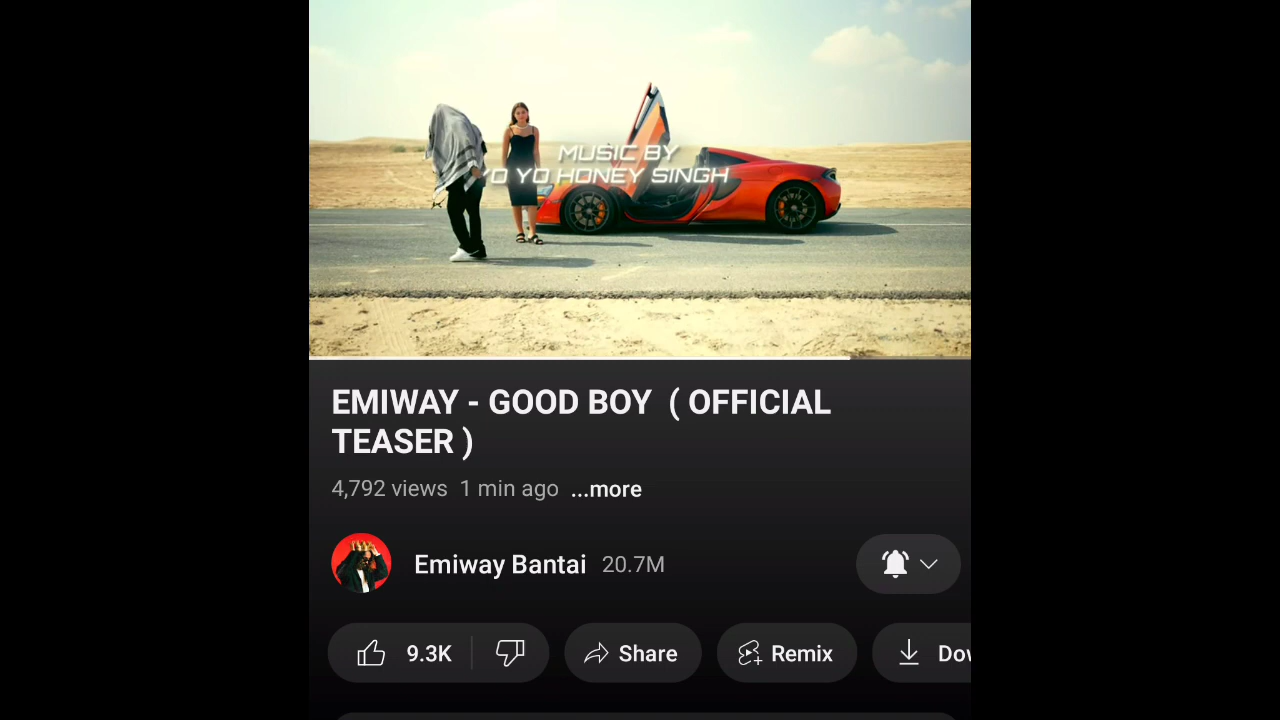 MUSIC BY
YO YO HONEY SINGH
EMIWAY - GOOD BOY ( OFFICIAL
TEASER )
4,792 views 1 min ago ...more
Emiway Bantai 20.7M
9.3K Share Remix Dow